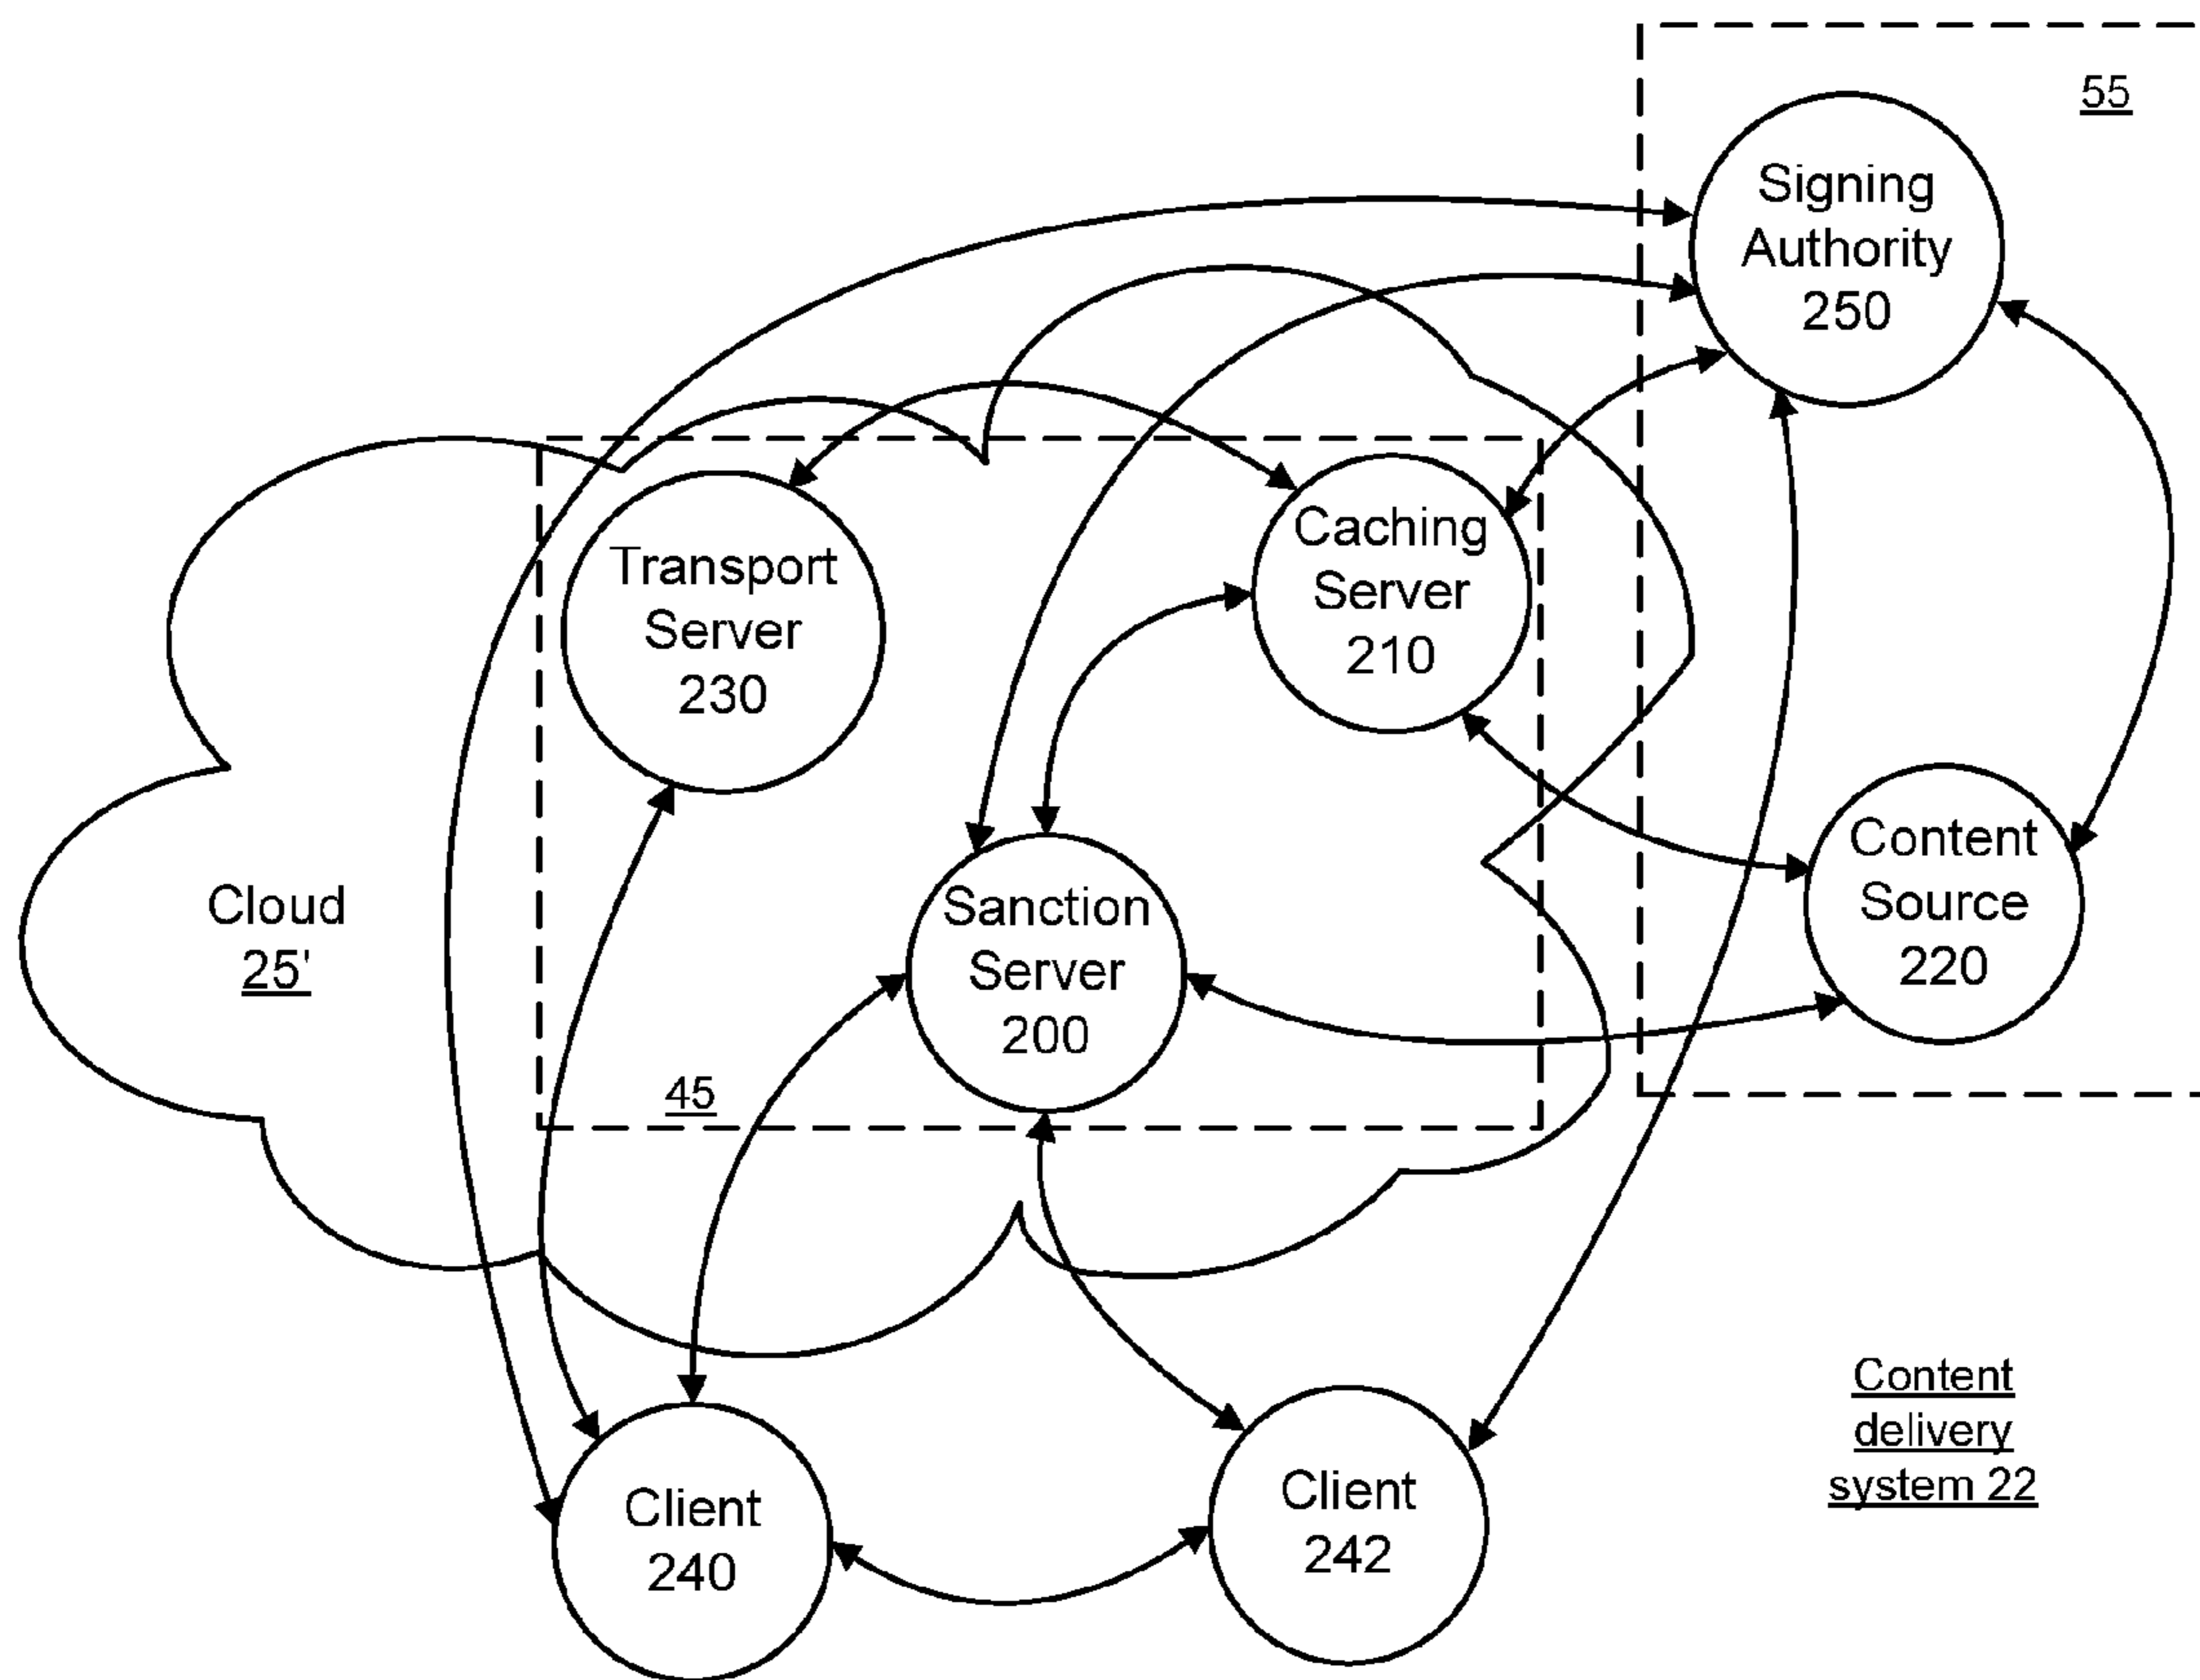 55
Signing
Authority
250
Caching
Server
210
Transport
Server
230
Content
Source
220
Cloud
25'
Sanction
Server
200
45
Content
delivery
system 22
Client
240
Client
242